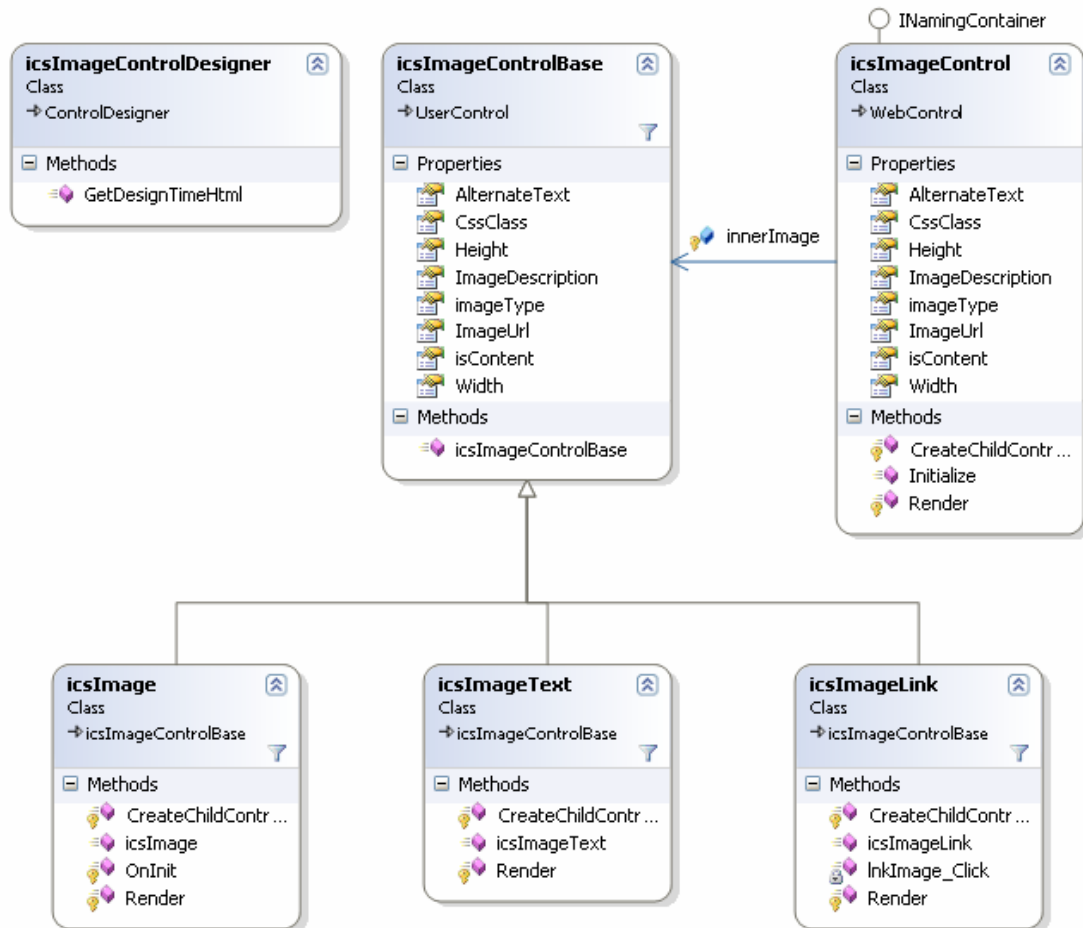 INamingContainer
icsImageControlDesigner
Class
ControlDesigner
Methods
GetDesignTimeHtml
icsImageControlBase
Class
UserControl
Properties
AlternateText
CssClass
Height
ImageDescription
imageType
ImageUrl
isContent
Width
Methods
icsImageControlBase
innerImage
icsImageControl
Class
WebControl
Properties
AlternateText
CssClass
Height
ImageDescription
imageType
ImageUrl
isContent
Width
Methods
CreateChildContr...
Initialize
Render
icsImage
Class
icsImageControlBase
Methods
CreateChildContr...
icsImage
OnInit
Render
icsImageText
Class
icsImageControlBase
Methods
CreateChildContr...
icsImageText
Render
icsImageLink
Class
icsImageControlBase
Methods
CreateChildContr...
icsImageLink
lnkImage_Click
Render